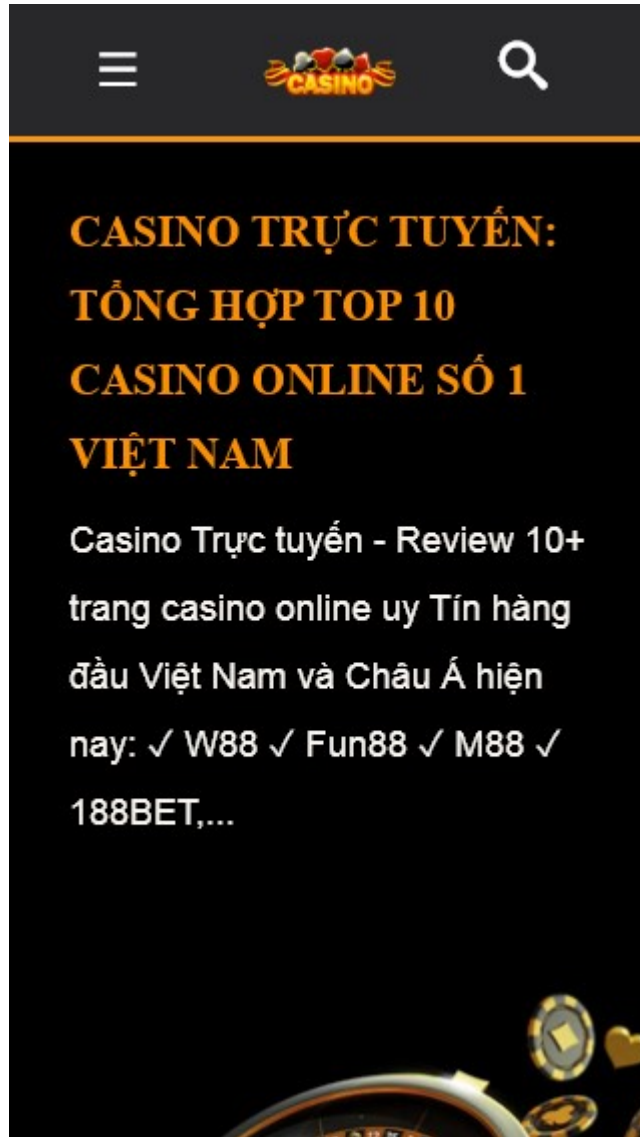 CASINO
CASINO TRỰC TUYẾN:
TỔNG HỢP TOP 10
CASINO ONLINE SỐ 1
VIỆT NAM
Casino Trực tuyến - Review 10+
trang casino online uy Tín hàng
đầu Việt Nam và Châu Á hiện
nay: ✓ W88 ✓ Fun88 ✓ M88 ✓
188BET,...